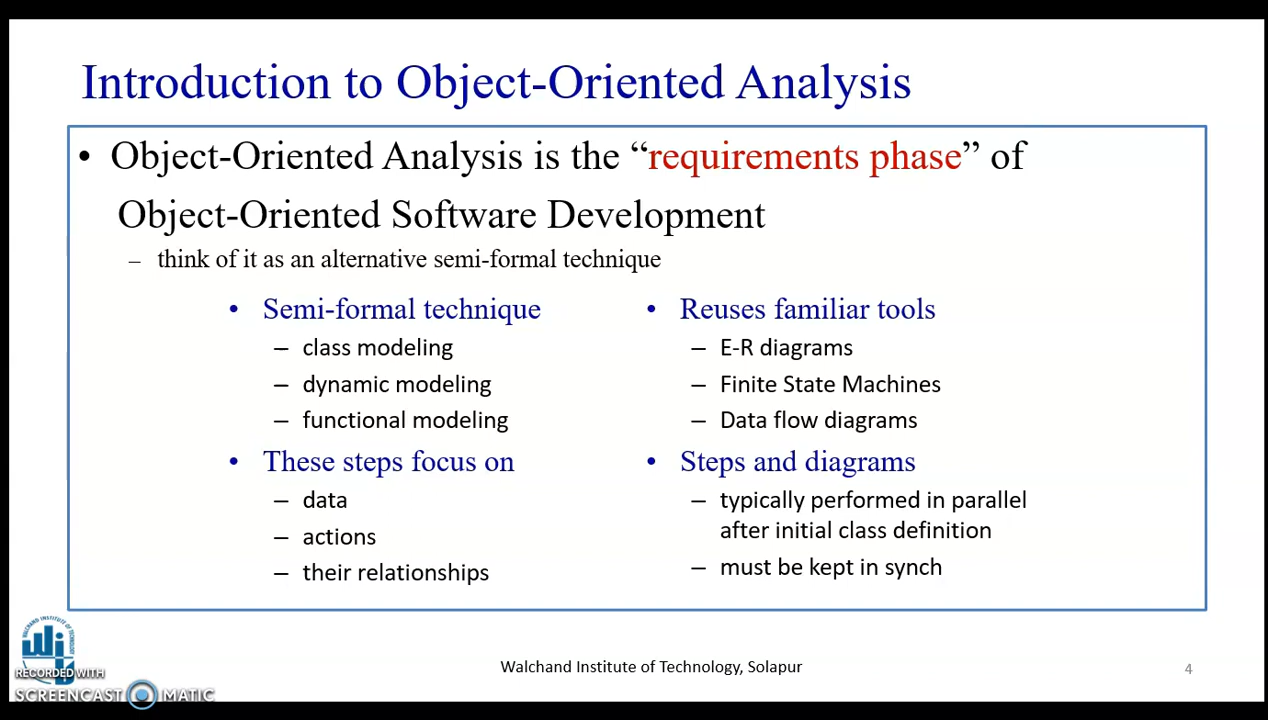 Introduction to Object-Oriented Analysis
• Object-Oriented Analysis is the “requirements phase” of
Object-Oriented Software Development
– think of it as an alternative semi-formal technique
• Semi-formal technique
– class modeling
– dynamic modeling
– functional modeling
• These steps focus on
– data
– actions
– their relationships
• Reuses familiar tools
– E-R diagrams
– Finite State Machines
– Data flow diagrams
• Steps and diagrams
– typically performed in parallel
after initial class definition
– must be kept in synch
WALCHAND INSTITUTE OF TECHNOLOGY
RECORDED WITH
SCREENCAST MATIC
Walchand Institute of Technology, Solapur
4